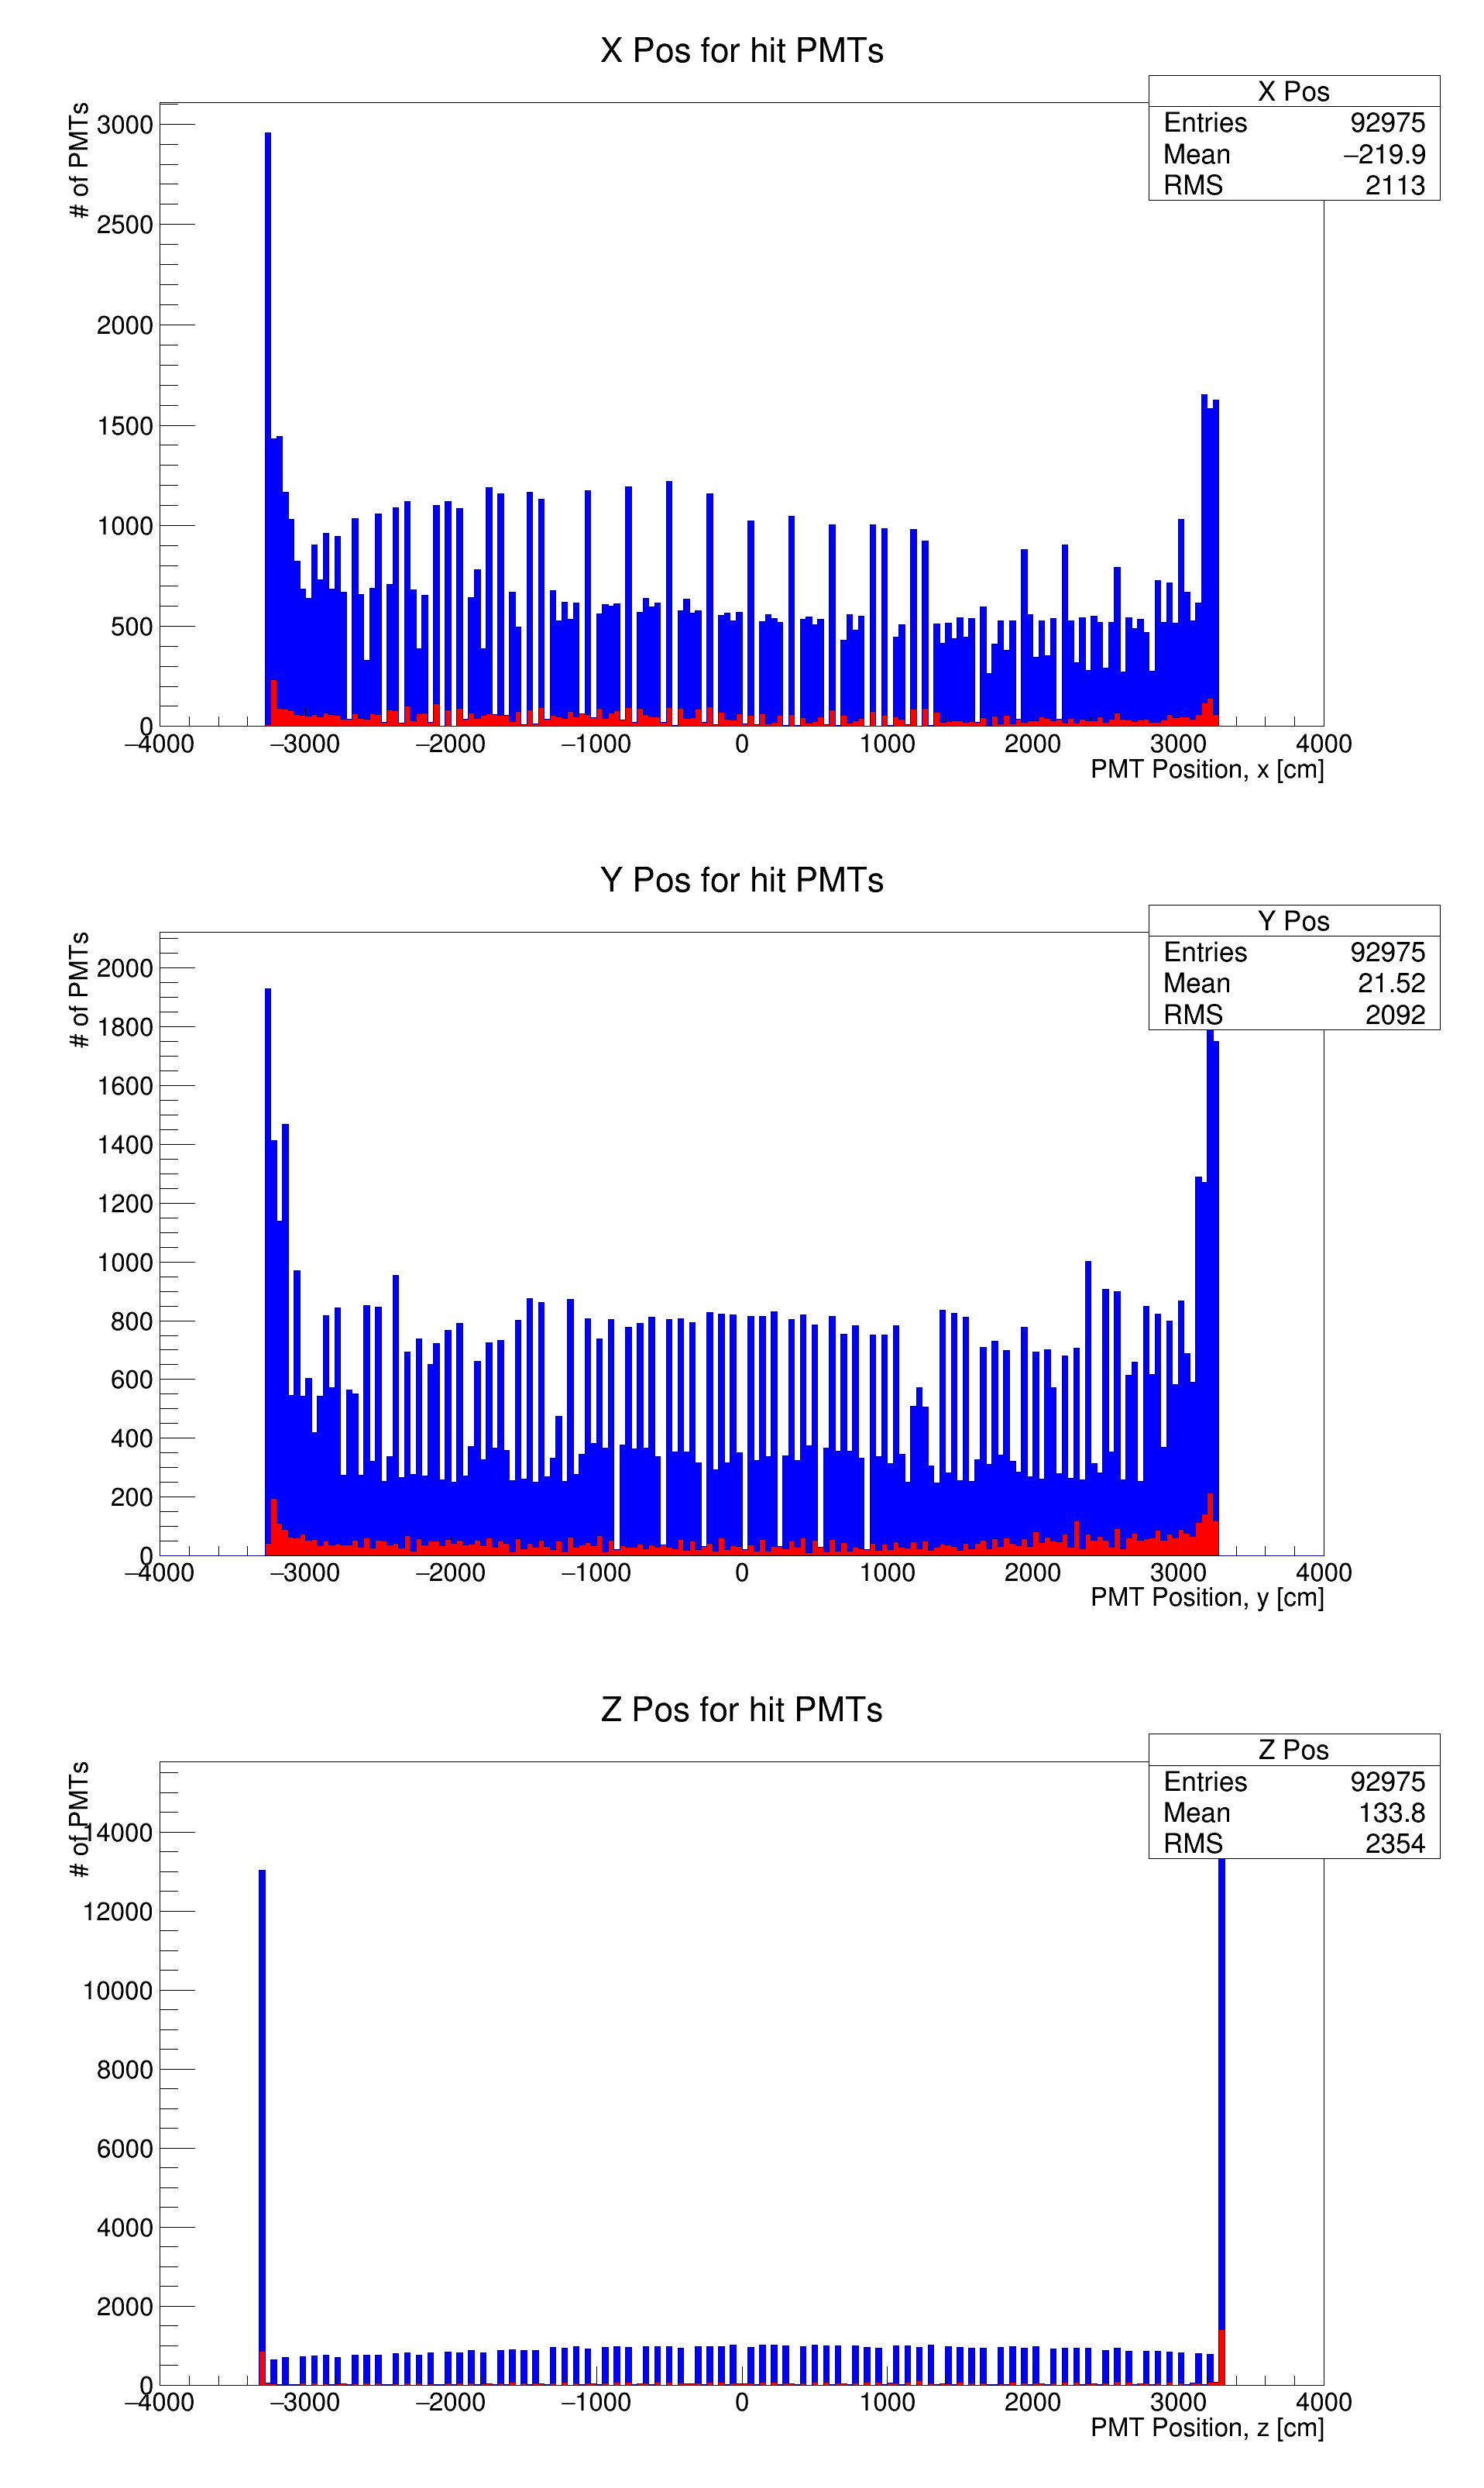 X Pos for hit PMTs
# of PMTs
X Pos
Entries 92975
Mean −219.9
RMS 2113
3000
2500
2000
1500
1000
500
0
−4000 −3000 −2000 −1000 0 1000 2000 3000 4000
PMT Position, x [cm]
Y Pos for hit PMTs
# of PMTs
Y Pos
Entries 92975
Mean 21.52
RMS 2092
2000
1800
1600
1400
1200
1000
800
600
400
200
0
−4000 −3000 −2000 −1000 0 1000 2000 3000 4000
PMT Position, y [cm]
Z Pos for hit PMTs
# of PMTs
Z Pos
Entries 92975
Mean 133.8
RMS 2354
14000
12000
10000
8000
6000
4000
2000
0
−4000 −3000 −2000 −1000 0 1000 2000 3000 4000
PMT Position, z [cm]